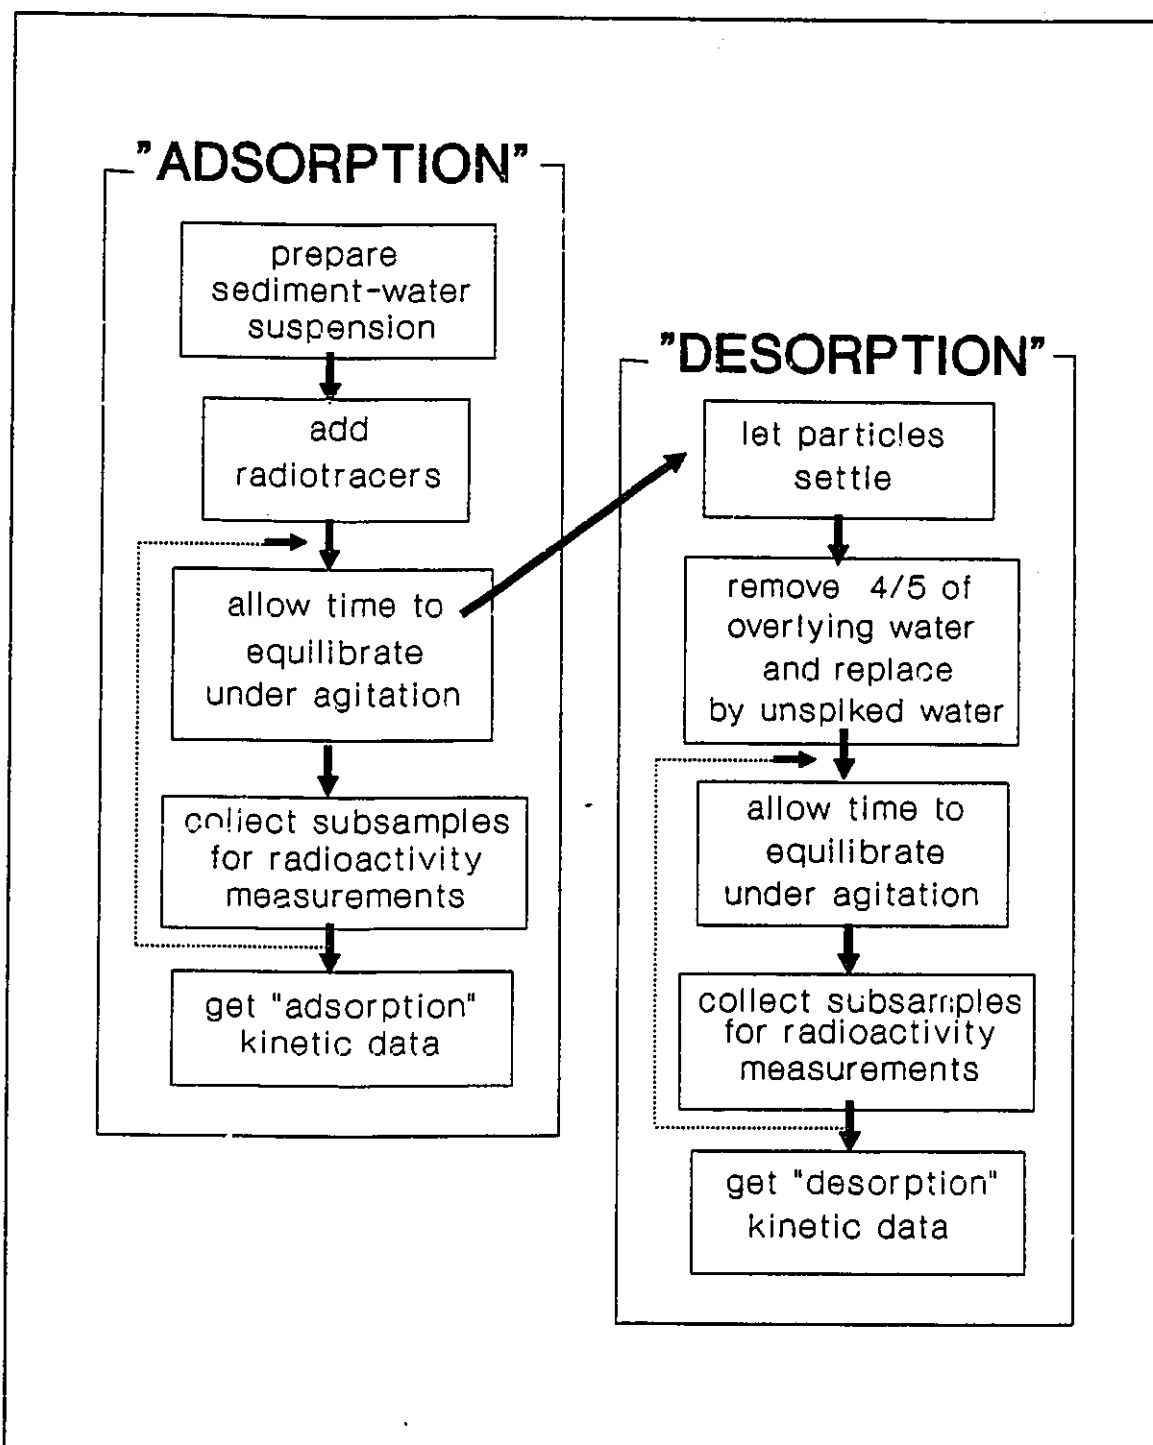 "ADSORPTION"
prepare
sediment-water
suspension
add
radiotracers
allow time to
equilibrate
under agitation
collect subsamples
for radioactivity
measurements
get "adsorption"
kinetic data
"DESORPTION"
let particles
settle
remove 4/5 of
overlying water
and replace
by unspiked water
allow time to
equilibrate
under agitation
collect subsamples
for radioactivity
measurements
get "desorption"
kinetic data